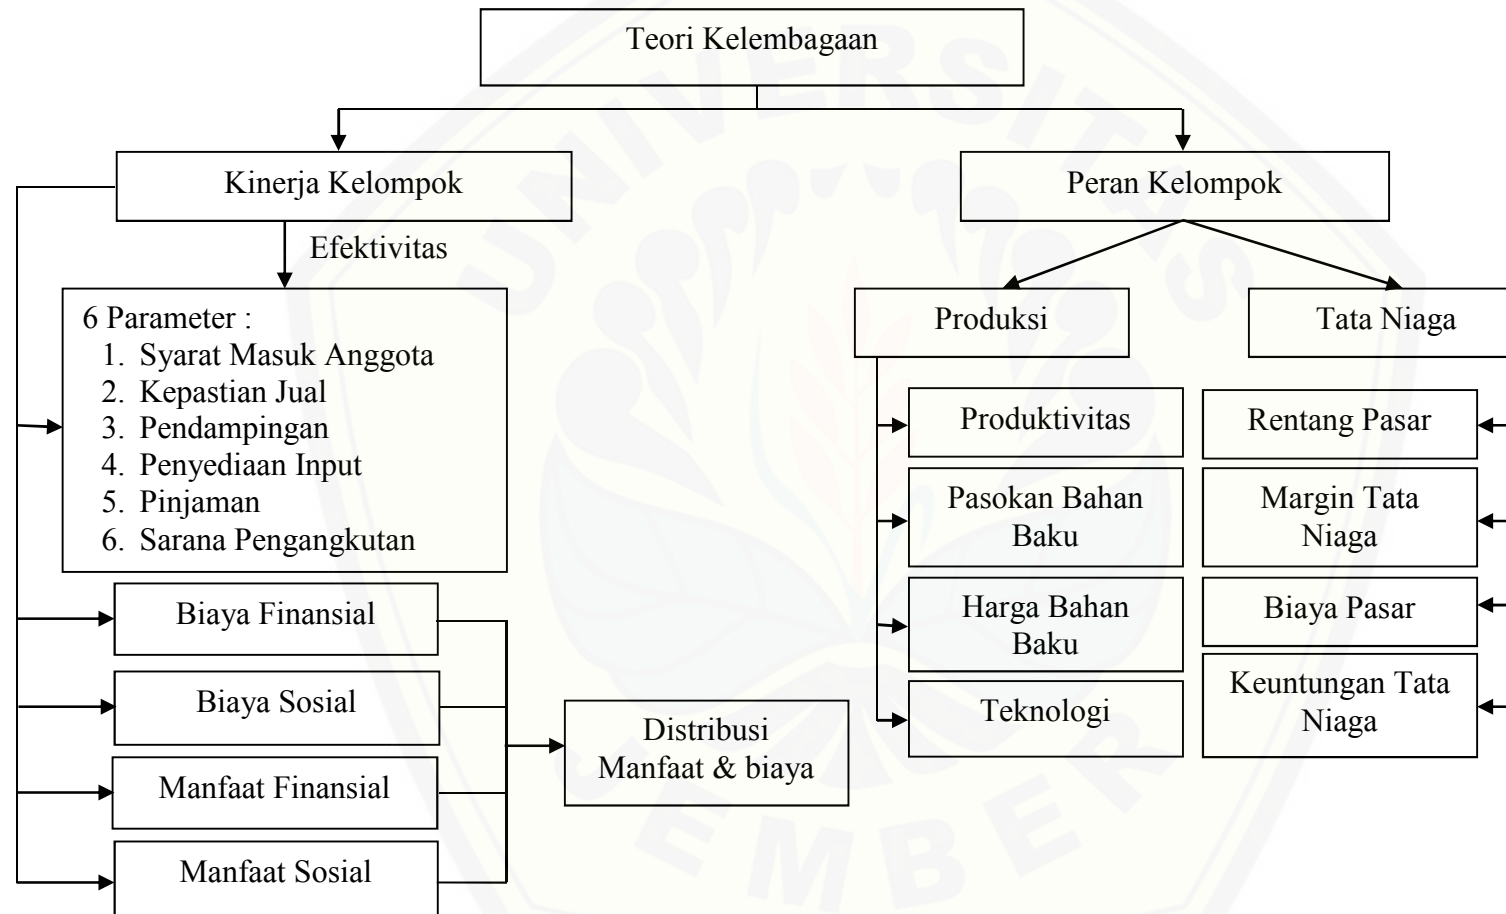 Teori Kelembagaan
Kinerja Kelompok
Peran Kelompok
Efektivitas
6 Parameter :
1. Syarat Masuk Anggota
2. Kepastian Jual
3. Pendampingan
4. Penyediaan Input
5. Pinjaman
6. Sarana Pengangkutan
Biaya Finansial
Biaya Sosial
Manfaat Finansial
Manfaat Sosial
Distribusi
Manfaat & biaya
Produksi
Tata Niaga
Produktivitas
Pasokan Bahan
Baku
Harga Bahan
Baku
Teknologi
Rentang Pasar
Margin Tata
Niaga
Biaya Pasar
Keuntungan Tata
Niaga
UNIVERSITAS
JEMBER